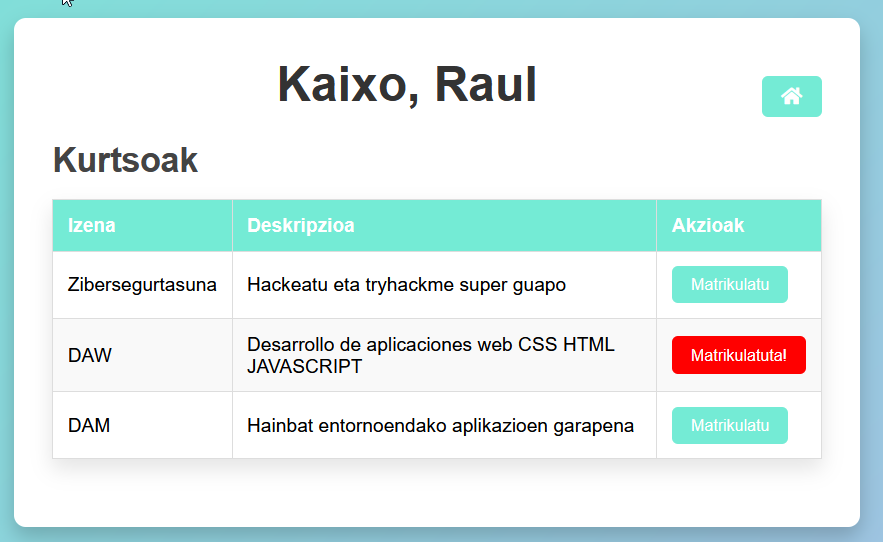 Kaixo, Raul
Kurtsoak
Izena Deskripzioa Akzioak
Zibersegurtasuna Hackeatu eta tryhackme super guapo Matrikulatu
DAW Desarrollo de aplicaciones web CSS HTML
JAVASCRIPT Matrikulatuta!
DAM Hainbat entornoendako aplikazioen garapena Matrikulatu